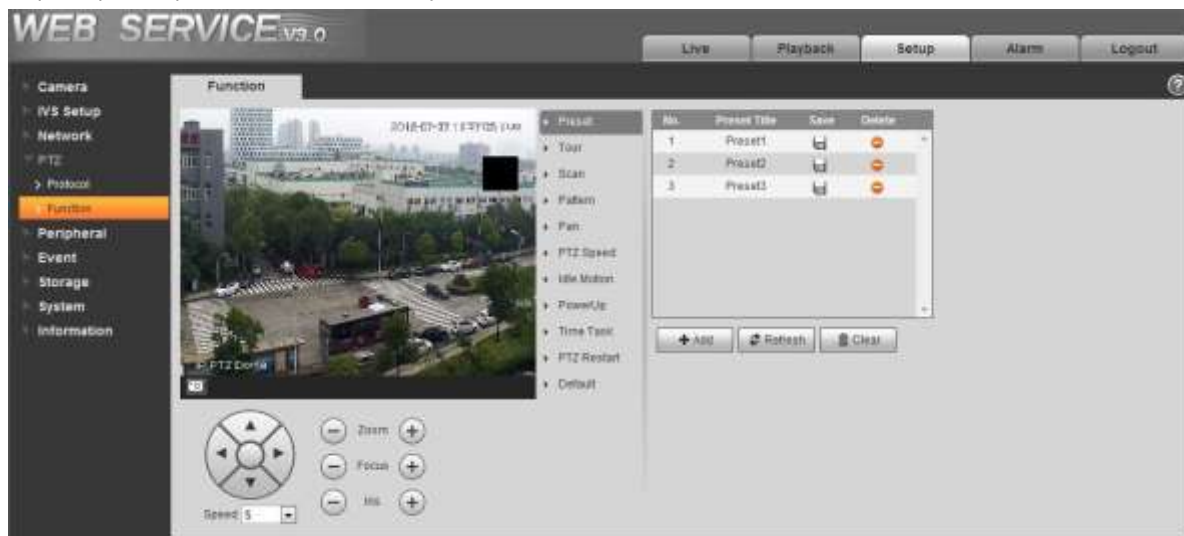 WEB SERVICE V3.0
Live Playback Setup Alarm Logout
Camera
IVS Setup
Network
PTZ
Protocol
Function
Peripheral
Event
Storage
System
Information
Function
PTZ
Preset
Tour
Scan
Pattern
Pan
PTZ Speed
Idle Motion
PowerUp
Time Task
PTZ Restart
Default
No. Preset Title Save Delete
1 Preset1
2 Preset2
3 Preset3
Add Refresh Clear
Zoom
Focus
Iris
Speed 5